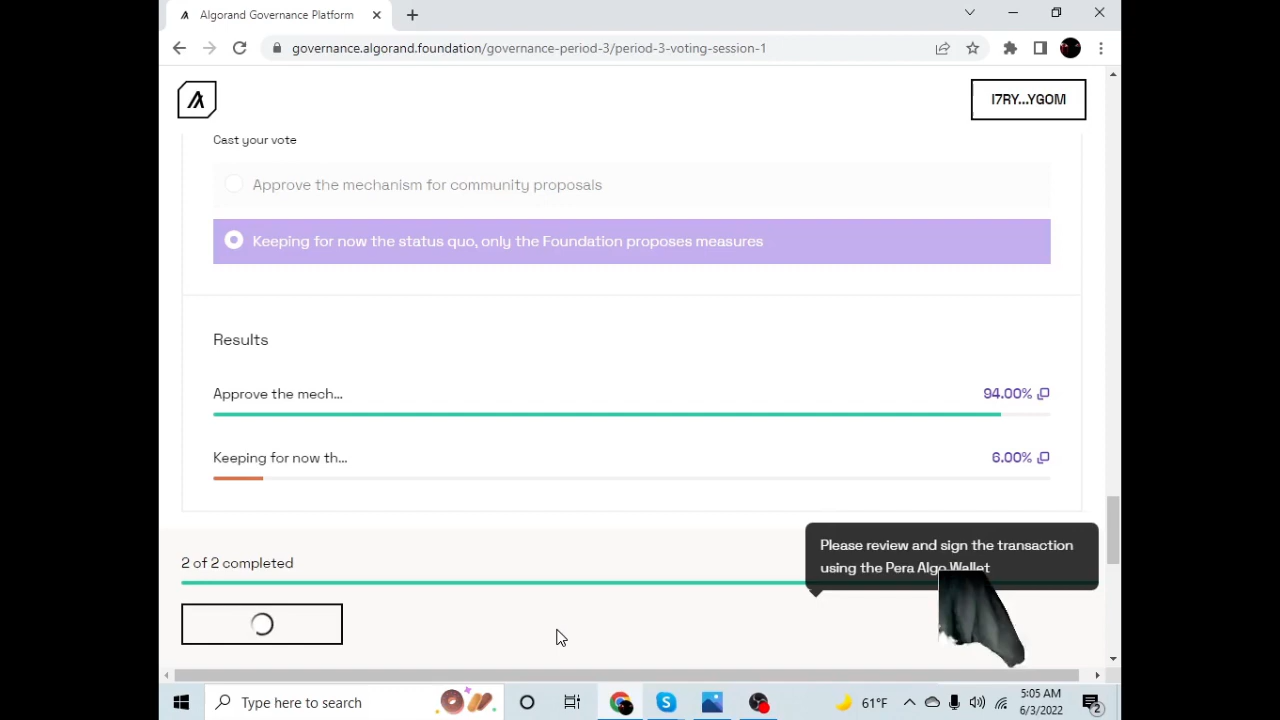 Algorand Governance Platform
governance.algorand.foundation/governance-period-3/period-3-voting-session-1
I7RY...YGOM
Cast your vote
Approve the mechanism for community proposals
Keeping for now the status quo, only the Foundation proposes measures
Results
Approve the mech... 94.00%
Keeping for now th... 6.00%
Please review and sign the transaction
using the Pera Algo Wallet
2 of 2 completed
Type here to search
61°F
5:05 AM
6/3/2022
2